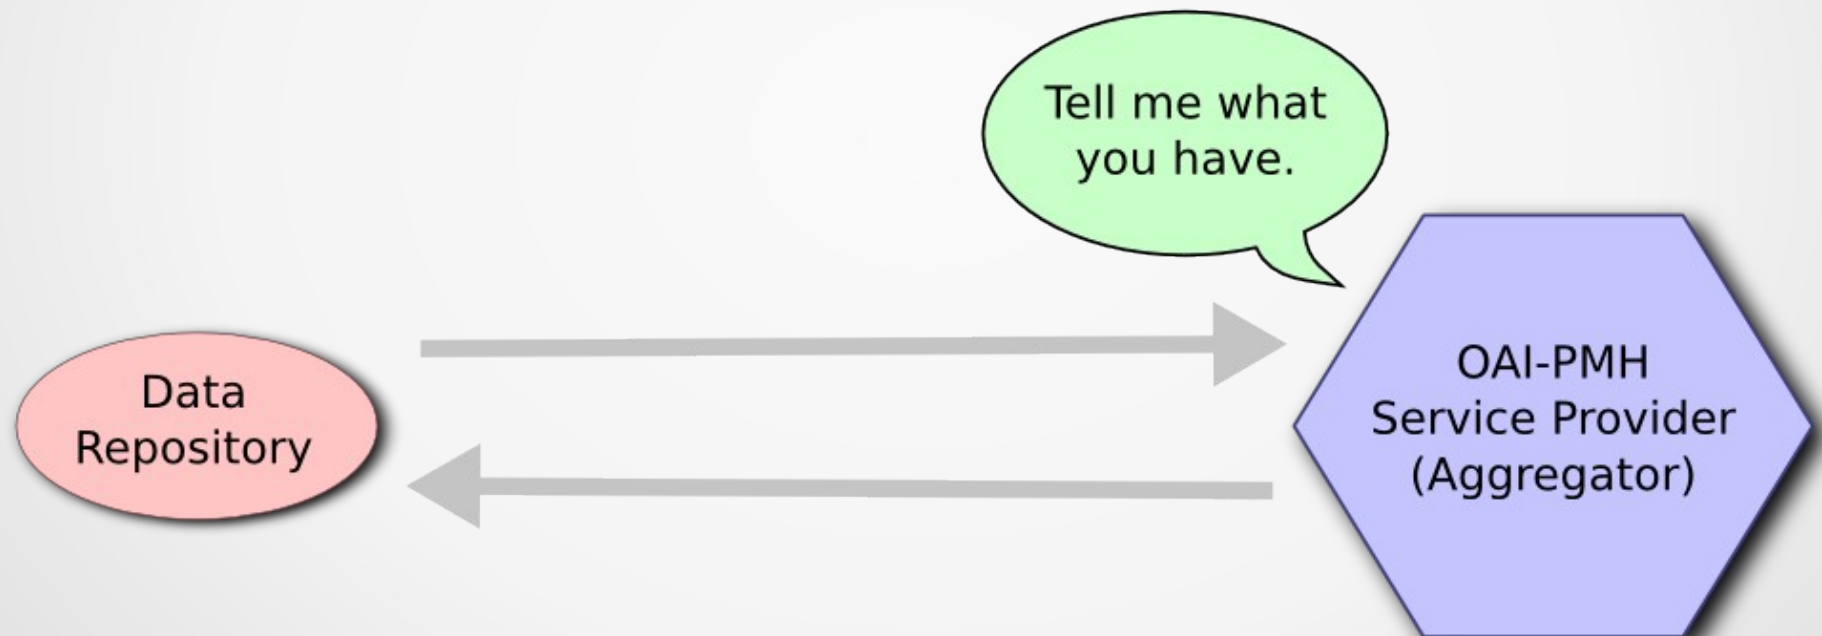 Tell me what
you have.
Data
Repository
OAI-PMH
Service Provider
(Aggregator)